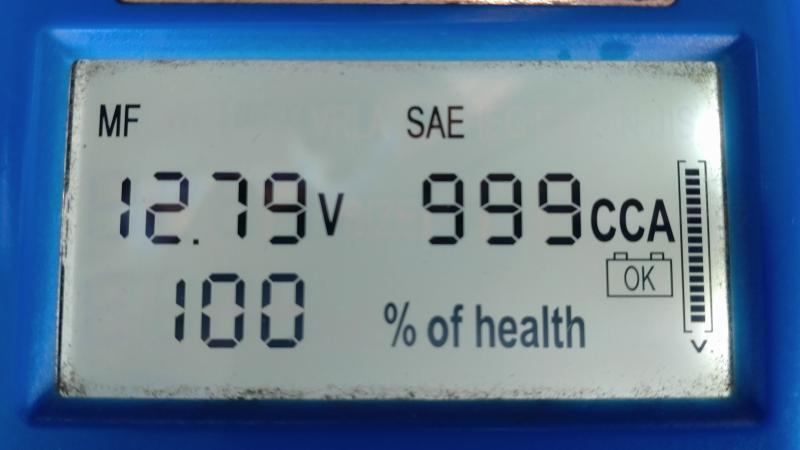 MF SAE
12.79V 999CCA
OK
100 % of health
V